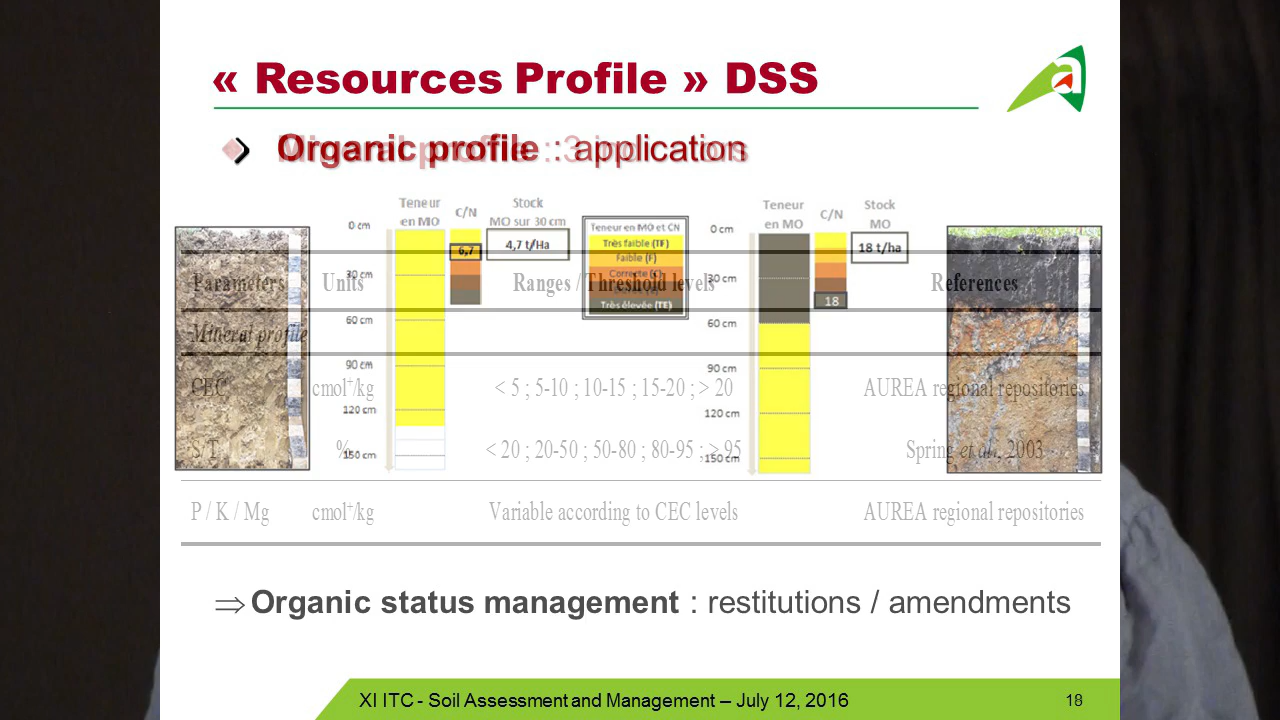 « Resources Profile » DSS
Organic profile : application
Mineral profile : 3
Teneur en MO
C/N
Stock MO sur 30 cm
4,7 t/Ha
6,7
0 cm
30 cm
60 cm
90 cm
120 cm
150 cm
Teneur en MO et CN
Très faible (TF)
Faible (F)
Correcte (C)
Très élevée (TE)
Teneur en MO
C/N
Stock MO
18 t/ha
18
0 cm
30 cm
60 cm
90 cm
120 cm
150 cm
Parameters Units Ranges / Threshold levels References
Mineral profile
CEC cmol+/kg < 5 ; 5-10 ; 10-15 ; 15-20 ; > 20 AUREA regional repositories
S/T % < 20 ; 20-50 ; 50-80 ; 80-95 ; > 95 Spring et al., 2003
P / K / Mg cmol+/kg Variable according to CEC levels AUREA regional repositories
⇒ Organic status management : restitutions / amendments
XI ITC - Soil Assessment and Management – July 12, 2016
18